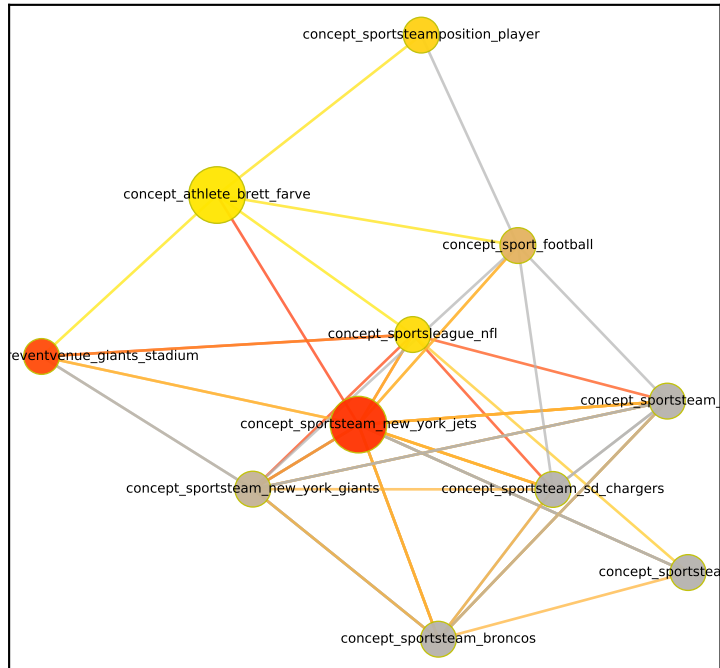 concept_sportsteamposition_player
concept_athlete_brett_farve
concept_sport_football
concept_sportsleague_nfl
reventvenue_giants_stadium
concept_sportsteam_
concept_sportsteam_new_york_jets
concept_sportsteam_new_york_giants
concept_sportsteam_sd_chargers
concept_sportstea
concept_sportsteam_broncos